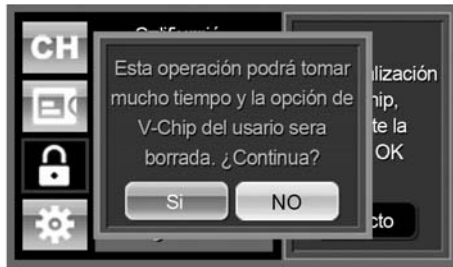 CH
Esta operación podrá tomar
mucho tiempo y la opción de
V-Chip del usario sera
borrada. ¿Continua?
Si
NO
lización
hip,
te la
OK
cto